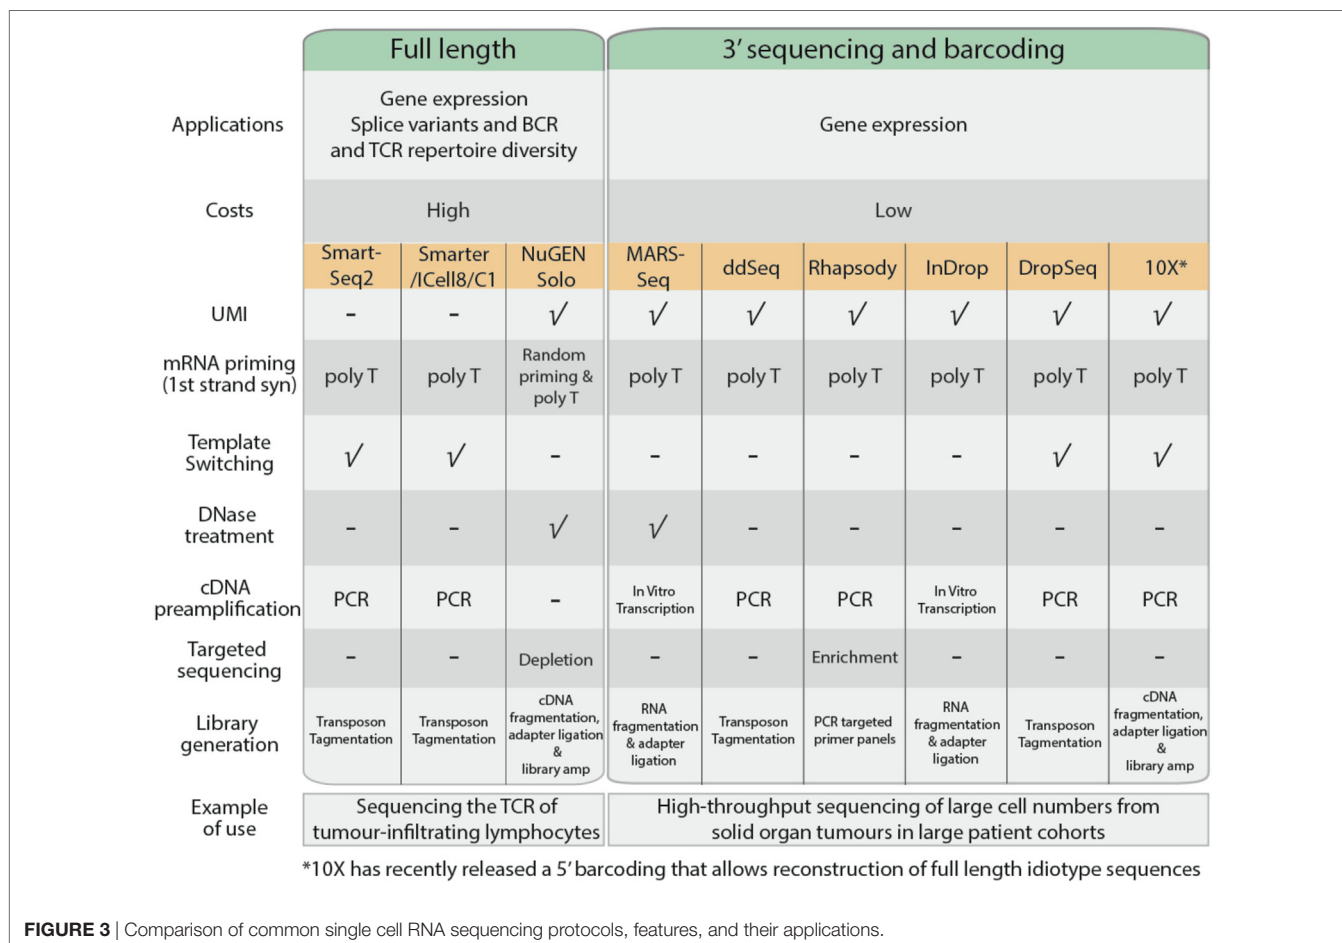 Full length
3’ sequencing and barcoding
Applications
Gene expression
Splice variants and BCR
and TCR repertoire diversity
Gene expression
Costs
High
Low
Smart-
Seq2
Smarter
/ICell8/C1
NuGEN
Solo
MARS-
Seq
ddSeq
Rhapsody
InDrop
DropSeq
10X*
UMI
- - √ √ √ √ √ √ √
mRNA priming
(1st strand syn)
poly T
poly T
Random
priming &
poly T
poly T
poly T
poly T
poly T
poly T
poly T
Template
Switching
√ √ - - - - - √ √
DNase
treatment
- - √ √ - - - - -
cDNA
preamplification
PCR
PCR
-
In Vitro
Transcription
PCR
PCR
In Vitro
Transcription
PCR
PCR
Targeted
sequencing
- - Depletion - - Enrichment - - -
Library
generation
Transposon
Tagmentation
Transposon
Tagmentation
cDNA
fragmentation,
adapter ligation
&
library amp
RNA
fragmentation
& adapter
ligation
Transposon
Tagmentation
PCR targeted
primer panels
RNA
fragmentation
& adapter
ligation
Transposon
Tagmentation
cDNA
fragmentation,
adapter ligation
&
library amp
Example
of use
Sequencing the TCR of
tumour-infiltrating lymphocytes
High-throughput sequencing of large cell numbers from
solid organ tumours in large patient cohorts
*10X has recently released a 5’ barcoding that allows reconstruction of full length idiotype sequences
FIGURE 3 | Comparison of common single cell RNA sequencing protocols, features, and their applications.